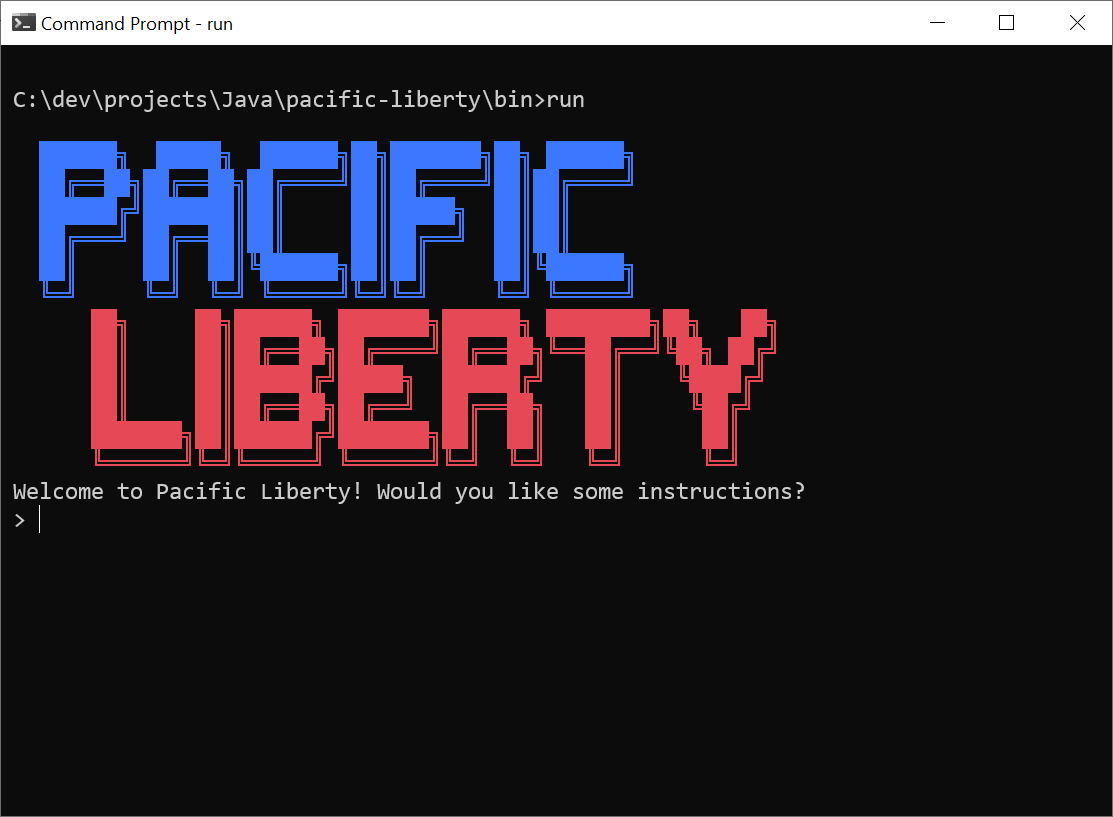 Command Prompt - run
C:\dev\projects\Java\pacific-liberty\bin>run
PACIFIC
LIBERTY
Welcome to Pacific Liberty! Would you like some instructions?
>